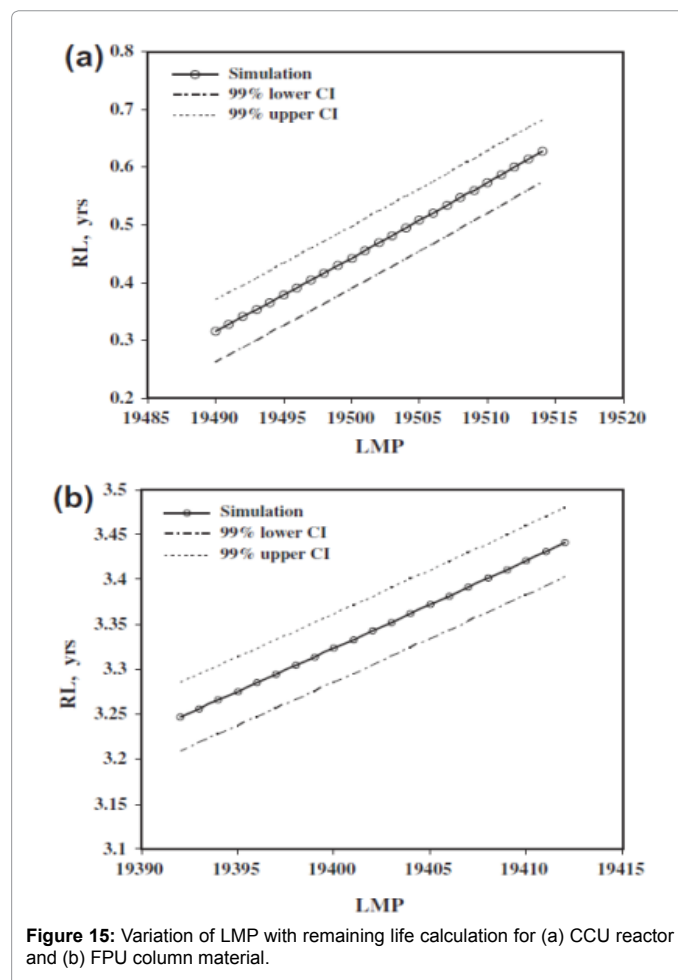 (a)
Simulation
99% lower CI
99% upper CI
0.8
0.7
0.6
0.5
0.4
0.3
0.2
RL, yrs
19485 19490 19495 19500 19505 19510 19515 19520
LMP
(b)
Simulation
99% lower CI
99% upper CI
3.5
3.45
3.4
3.35
3.3
3.25
3.2
3.15
3.1
RL, yrs
19390 19395 19400 19405 19410 19415
LMP
Figure 15: Variation of LMP with remaining life calculation for (a) CCU reactor
and (b) FPU column material.